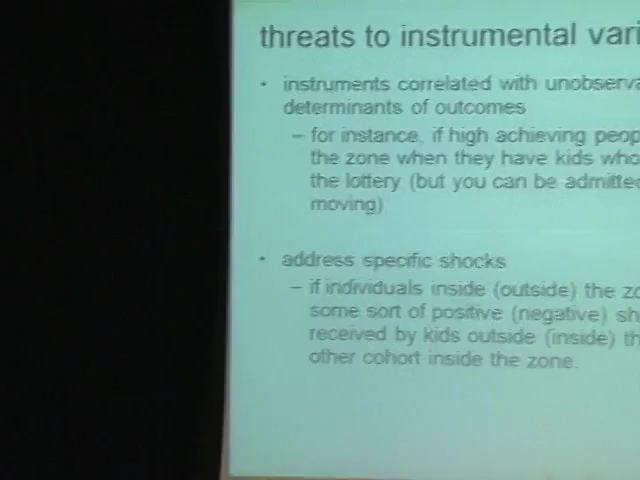 threats to instrumental vari
• instruments correlated with unobserva
determinants of outcomes
– for instance, if high achieving peop
the zone when they have kids who
the lottery (but you can be admitted
moving)
• address specific shocks
– if individuals inside (outside) the zo
some sort of positive (negative) sh
received by kids outside (inside) th
other cohort inside the zone.